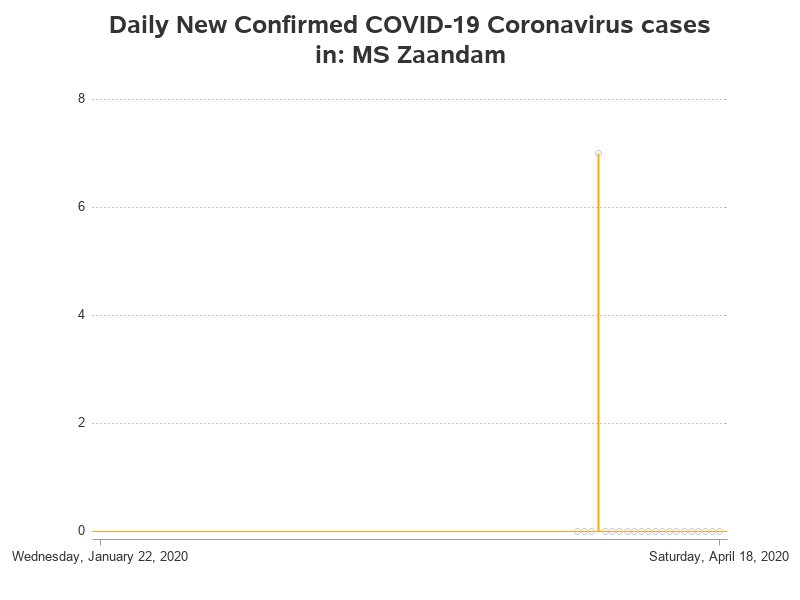 Daily New Confirmed COVID-19 Coronavirus cases
in: MS Zaandam
8
6
4
2
0
Wednesday, January 22, 2020
Saturday, April 18, 2020